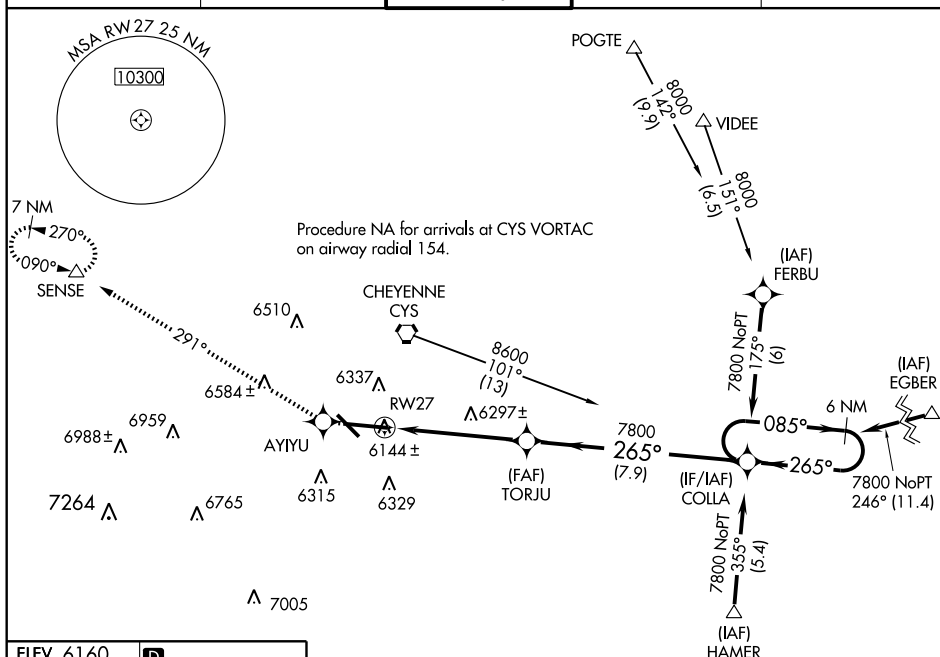 MSA RW27 25 NM
10300
POGTE
8000
142°
(9.9)
VIDEE
8000
151°
(6.5)
7 NM
270°
090°
SENSE
Procedure NA for arrivals at CYS VORTAC
on airway radial 154.
(IAF)
FERBU
CHEYENNE
CYS
6510
291°
8600
101°
(13)
7800 NoPT
175°
(6)
(IAF)
EGBER
6584±
6337
RW27
6297±
6 NM
085°
6959
6988±
AYIYU
6144±
7800
265°
(7.9)
265°
(FAF)
TORJU
(IF/IAF)
COLLA
7800 NoPT
246° (11.4)
6315
6329
7264
6765
7800 NoPT
355°
(5.4)
7005
(IAF)
HAMER
ELEV 6160
D